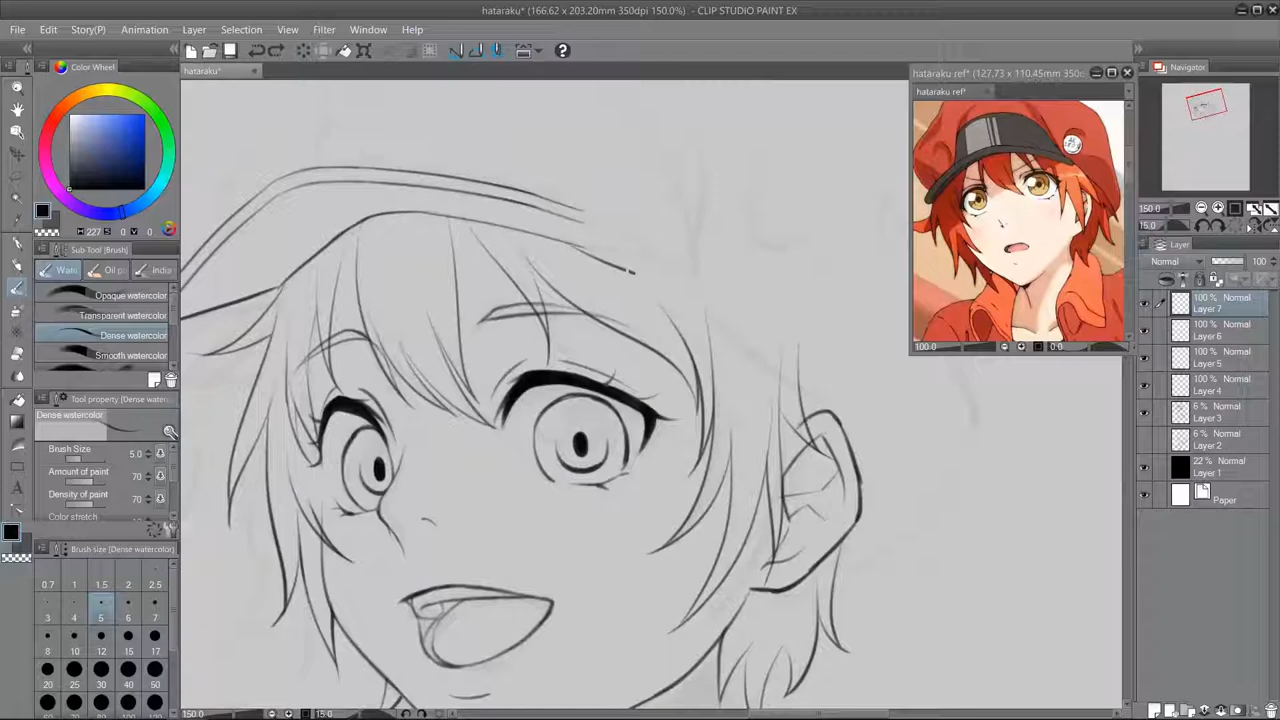 hataraku* (166.62 x 203.20mm 350dpi 150.0%)  - CLIP STUDIO PAINT EX
File Edit Story(P) Animation Layer Selection View Filter Window Help
Color Wheel
hataraku*
hataraku ref* (127.73 x 110.45mm 350d
hataraku ref*
Navigator
H 227 S 0 V 0
Sub Tool [Brush]
Wate Oil p India
Opaque watercolor
Transparent watercolor
Dense watercolor
Smooth watercolor
Tool property [Dense water
Dense watercolor
Brush Size 5.0
Amount of paint 70
Density of paint 70
Color stretch
Brush size [Dense watercolor]
0.7 1 1.5 2 2.5
3 4 5 6 7
8 10 12 15 17
20 25 30 40 50
100.0 0.0
150.0
15.0
Layer
Normal 100
100 % Normal
Layer 7
100 % Normal
Layer 6
100 % Normal
Layer 5
100 % Normal
Layer 4
6 % Normal
Layer 3
6 % Normal
Layer 2
22 % Normal
Layer 1
Paper
150.0 15.0